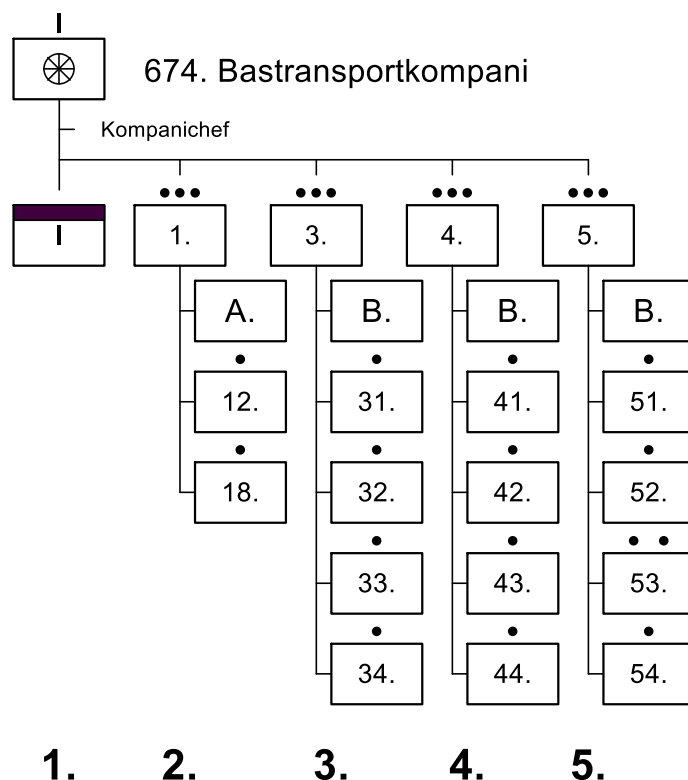 I
674. Bastransportkompani
Kompanichef
I 1. 3. 4. 5.
A. B. B. B.
12. 31. 41. 51.
18. 32. 42. 52.
33. 43. 53.
34. 44. 54.
1. 2. 3. 4. 5.